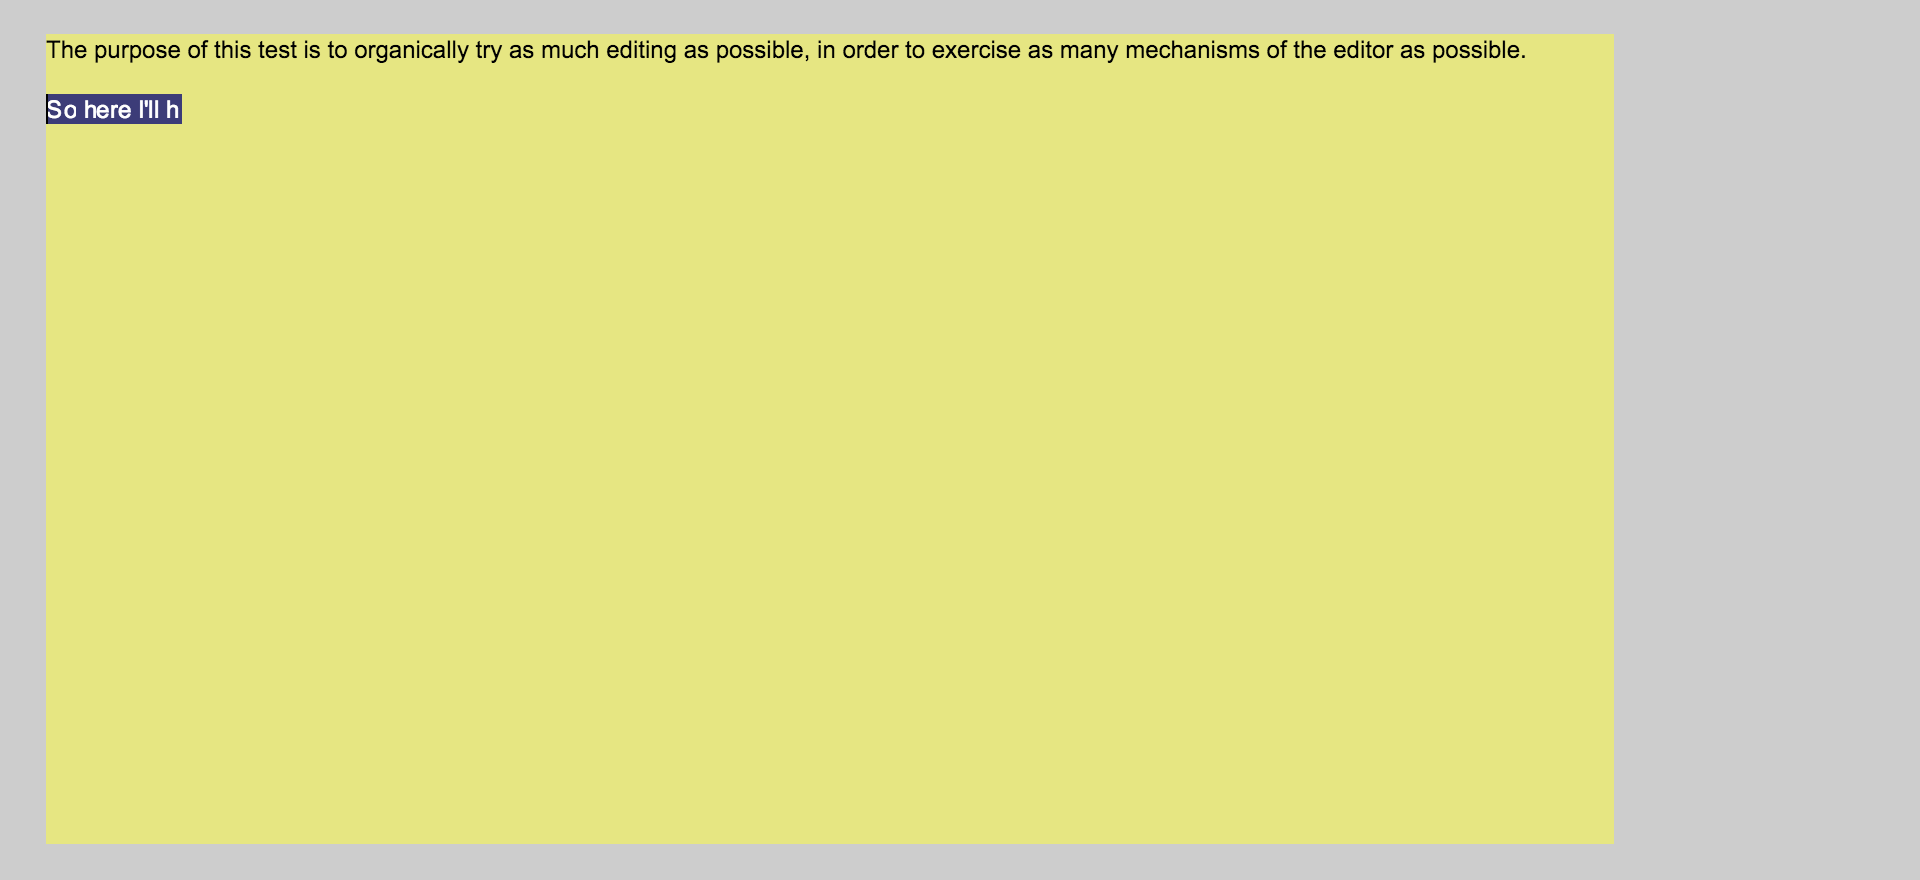 The purpose of this test is to organically try as much editing as possible, in order to exercise as many mechanisms of the editor as possible.
So here I'll h